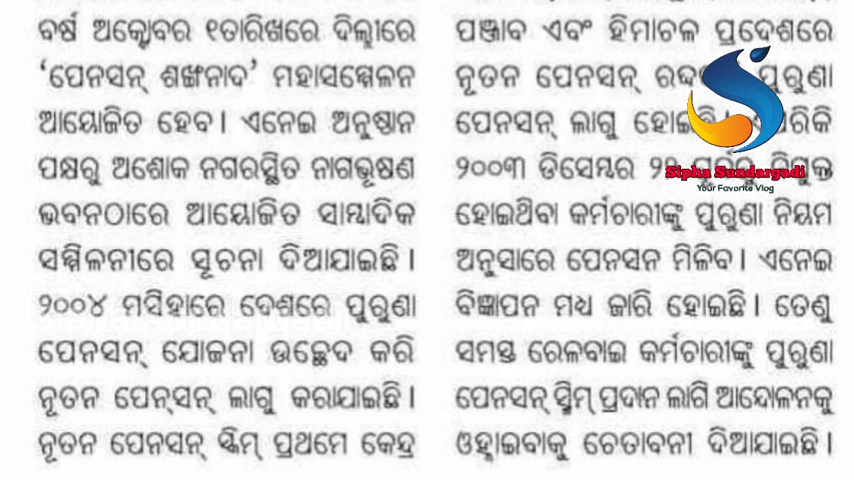 ବର୍ଷ ଅକ୍ଟୋବର ୧ତାରିଖରେ ଦିଲ୍ଲୀରେ
‘ପେନସନ୍ ଶଙ୍ଖନାଦ’ ମହାସମ୍ମେଳନ
ଆୟୋଜିତ ହେବ। ଏନେଇ ଅନୁଷ୍ଠାନ
ପକ୍ଷରୁ ଅଶୋକ ନଗରସ୍ଥିତ ନାଗଭୂଷଣ
ଭବନଠାରେ ଆୟୋଜିତ ସାମ୍ବାଦିକ
ସମ୍ମିଳନୀରେ ସୂଚନା ଦିଆଯାଇଛି।
୨୦୦୪ ମସିହାରେ ଦେଶରେ ପୁରୁଣା
ପେନସନ୍ ଯୋଜନା ଉଚ୍ଛେଦ କରି
ନୂତନ ପେନ୍‌ସନ୍ ଲାଗୁ କରାଯାଇଛି।
ନୂତନ ପେନସନ୍ ସ୍କିମ୍ ପ୍ରଥମେ କେନ୍ଦ୍ର
ପଞ୍ଜାବ ଏବଂ ହିମାଚଳ ପ୍ରଦେଶରେ
ନୂତନ ପେନସନ୍ ପୁରୁଣା
ପେନସନ୍ ଲାଗୁ
୨୦୦୩ ଡିସେମ୍ବର
ହୋଇଥିବା କର୍ମଚାରୀଙ୍କୁ ପୁରୁଣା ନିୟମ
ଅନୁସାରେ ପେନସନ ମିଳିବ। ଏନେଇ
ବିଜ୍ଞାପନ ମଧ୍ୟ ଜାରି ହୋଇଛି। ତେଣୁ
ସମସ୍ତ ରେଳବାଇ କର୍ମଚାରୀଙ୍କୁ ପୁରୁଣା
ପେନସନ୍ ସ୍କିମ୍ ପ୍ରଦାନ ଲାଗି ଆନ୍ଦୋଳନକୁ
ଓହ୍ଲାଇବାକୁ ଚେତାବନୀ ଦିଆଯାଇଛି।
Sipha Sundargadi
Your Favorite Vlog